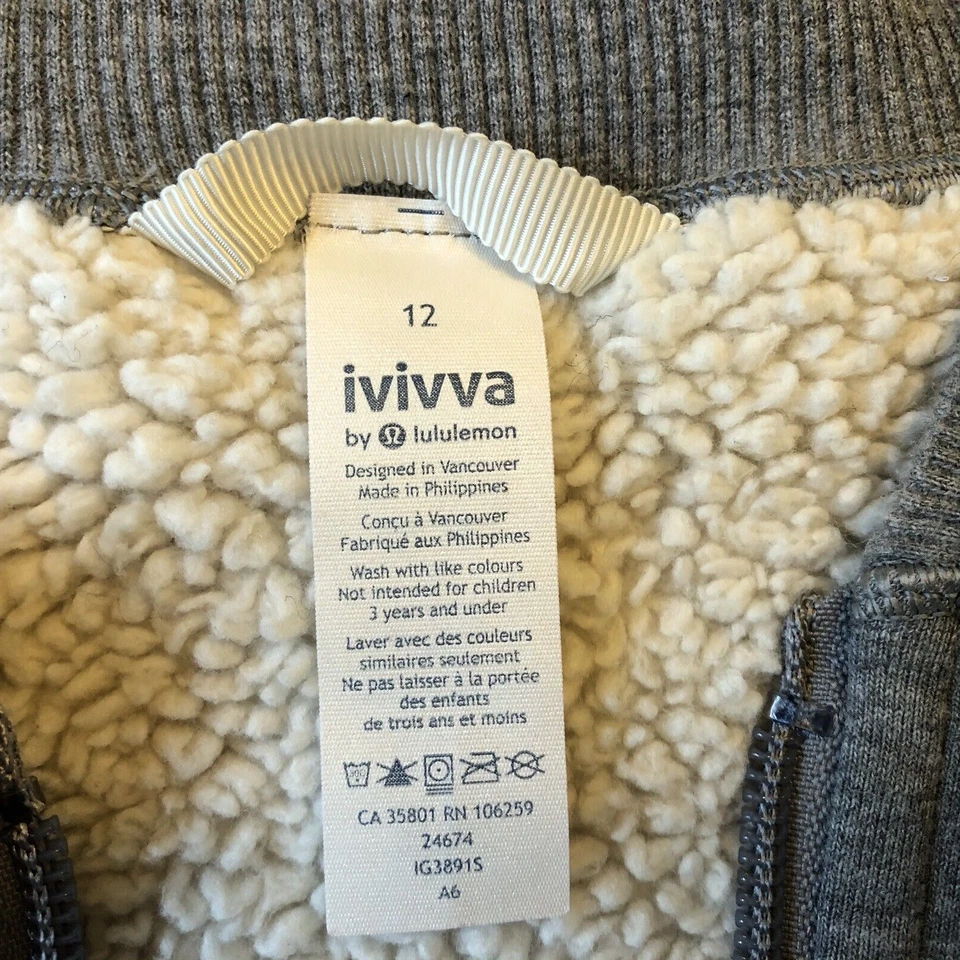 12
ivivva
by lululemon
Designed in Vancouver
Made in Philippines
Conçu à Vancouver
Fabriqué aux Philippines
Wash with like colours
Not intended for children
3 years and under
Laver avec des couleurs
similaires seulement
Ne pas laisser à la portée
des enfants
de trois ans et moins
CA 35801 RN 106259
24674
IG3891S
A6